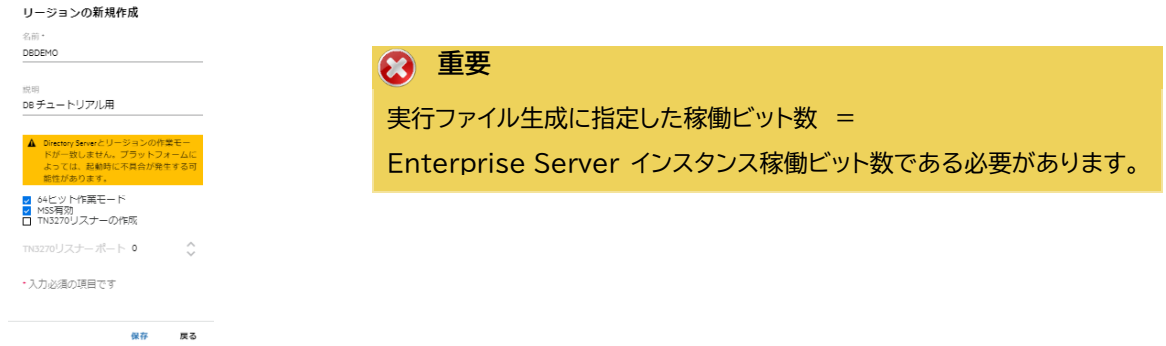 リージョンの新規作成
名前*
DBDEMO
説明
DB チュートリアル用
Directory Serverとリージョンの作業モー
ドが一致しません。プラットフォームに
よっては、起動時に不具合が発生する可
能性があります。
64ビット作業モード
MSS有効
TN3270リスナーの作成
TN3270リスナー ポート 0
*入力必須の項目です
保存 戻る
重要
実行ファイル生成に指定した稼働ビット数 =
Enterprise Server インスタンス稼働ビット数である必要があります。